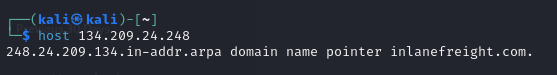 ┌──(kali㉿kali)-[~]
└─$ host 134.209.24.248
248.24.209.134.in-addr.arpa domain name pointer inlanefreight.com.